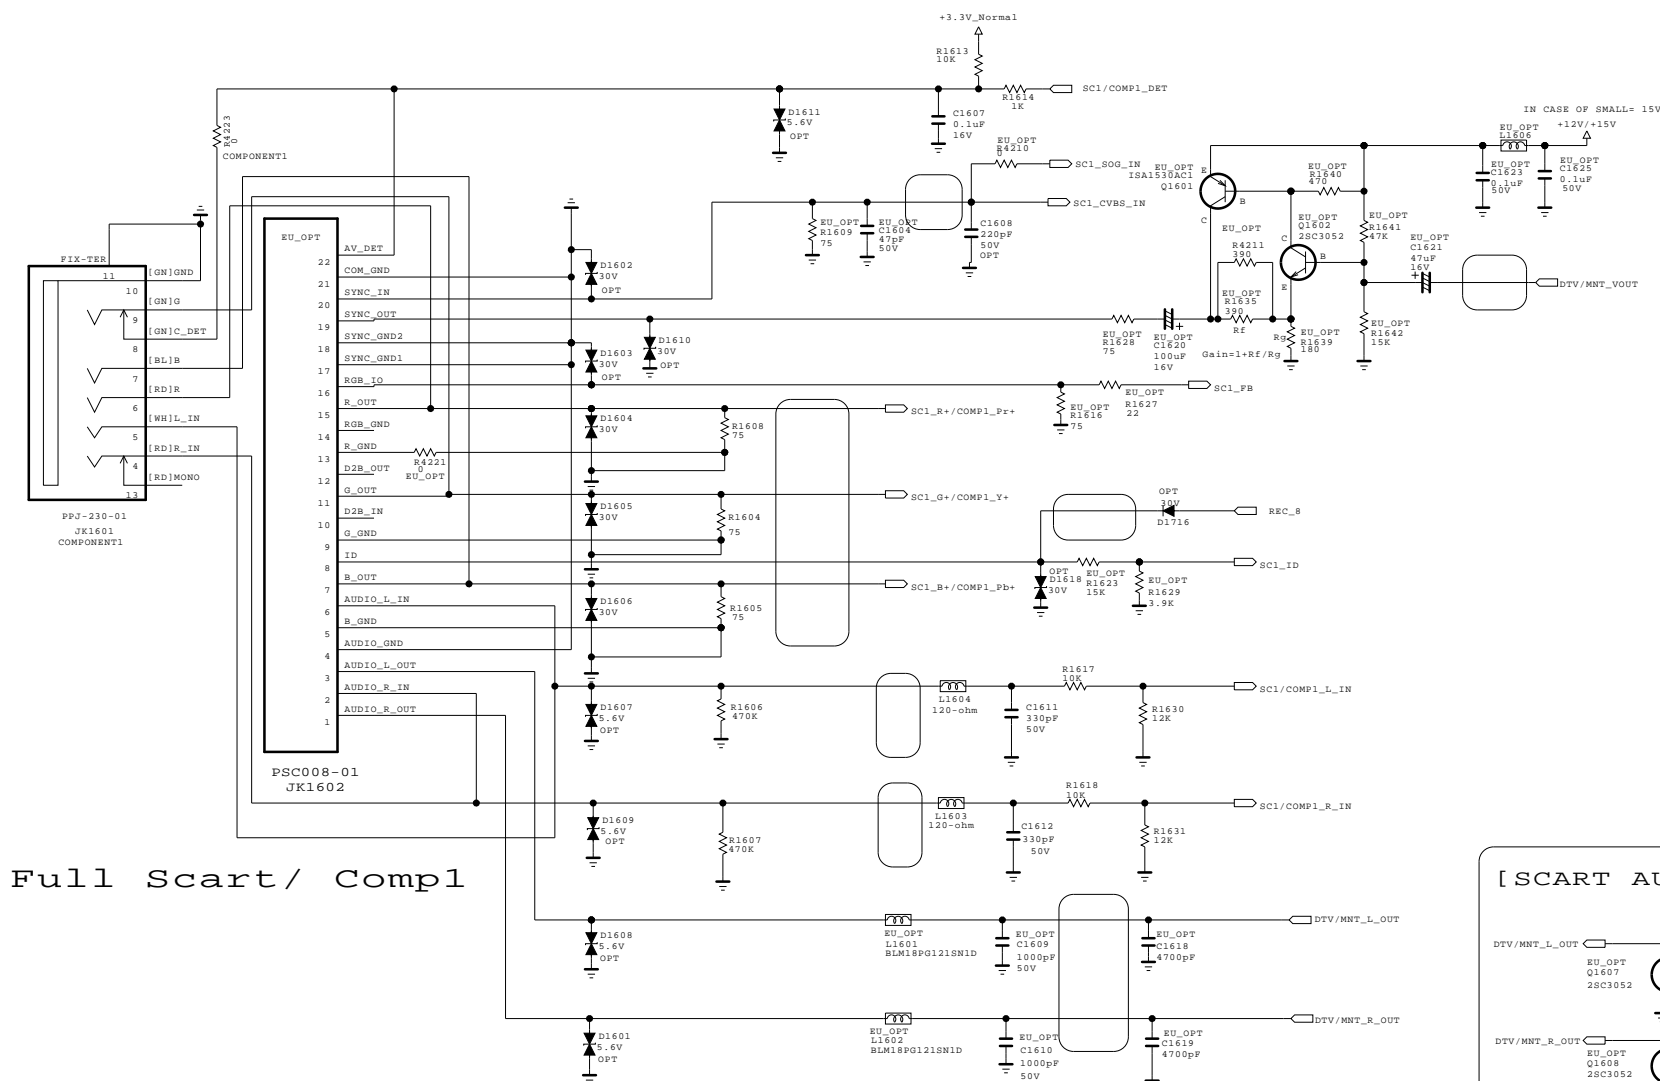 +3.3V_Normal
R1613
10K
R1614
1K
SC1/COMP1_DET
D1611
5.6V
OPT
C1607
0.1uF
16V
R4223
0
COMPONENT1
EU_OPT
R4210
0
SC1_SOG_IN
SC1_CVBS_IN
EU_OPT
R1609
75
EU_OPT
C1604
47pF
50V
C1608
220pF
50V
OPT
IN CASE OF SMALL= 15V
+12V/+15V
EU_OPT
L1606
EU_OPT
C1623
0.1uF
50V
EU_OPT
C1625
0.1uF
50V
EU_OPT
ISA1530AC1
Q1601
E
B
C
EU_OPT
R1640
470
EU_OPT
Q1602
2SC3052
C
B
E
EU_OPT
R1641
47K
EU_OPT
R4211
390
EU_OPT
R1635
390
Rf
Rg
EU_OPT
R1639
180
Gain=1+Rf/Rg
EU_OPT
R1642
15K
EU_OPT
C1621
47uF
16V
+
DTV/MNT_VOUT
EU_OPT
R1628
75
EU_OPT
C1620
100uF
16V
+
FIX-TER
11
[GN]GND
10
[GN]G
9
[GN]C_DET
8
[BL]B
7
[RD]R
6
[WH]L_IN
5
[RD]R_IN
4
[RD]MONO
13
PPJ-230-01
JK1601
COMPONENT1
EU_OPT
AV_DET
22
COM_GND
21
SYNC_IN
20
SYNC_OUT
19
SYNC_GND2
18
SYNC_GND1
17
RGB_IO
16
R_OUT
15
RGB_GND
14
R_GND
13
D2B_OUT
12
G_OUT
11
D2B_IN
10
G_GND
9
ID
8
B_OUT
7
AUDIO_L_IN
6
B_GND
5
AUDIO_GND
4
AUDIO_L_OUT
3
AUDIO_R_IN
2
AUDIO_R_OUT
1
PSC008-01
JK1602
D1602
30V
OPT
D1610
30V
OPT
D1603
30V
OPT
SC1_FB
EU_OPT
R1627
22
EU_OPT
R1616
75
D1604
30V
R1608
75
SC1_R+/COMP1_Pr+
R4221
0
EU_OPT
D1605
30V
R1604
75
SC1_G+/COMP1_Y+
OPT
30V
D1716
REC_8
SC1_ID
OPT
D1618
30V
EU_OPT
R1623
15K
EU_OPT
R1629
3.9K
D1606
30V
R1605
75
SC1_B+/COMP1_Pb+
D1607
5.6V
OPT
R1606
470K
L1604
120-ohm
C1611
330pF
50V
R1617
10K
R1630
12K
SC1/COMP1_L_IN
D1609
5.6V
OPT
R1607
470K
L1603
120-ohm
C1612
330pF
50V
R1618
10K
R1631
12K
SC1/COMP1_R_IN
Full Scart/ Comp1
D1608
5.6V
OPT
EU_OPT
L1601
BLM18PG121SN1D
EU_OPT
C1609
1000pF
50V
EU_OPT
C1618
4700pF
DTV/MNT_L_OUT
D1601
5.6V
OPT
EU_OPT
L1602
BLM18PG121SN1D
EU_OPT
C1610
1000pF
50V
EU_OPT
C1619
4700pF
DTV/MNT_R_OUT
[SCART AU
DTV/MNT_L_OUT
EU_OPT
Q1607
2SC3052
DTV/MNT_R_OUT
EU_OPT
Q1608
2SC3052